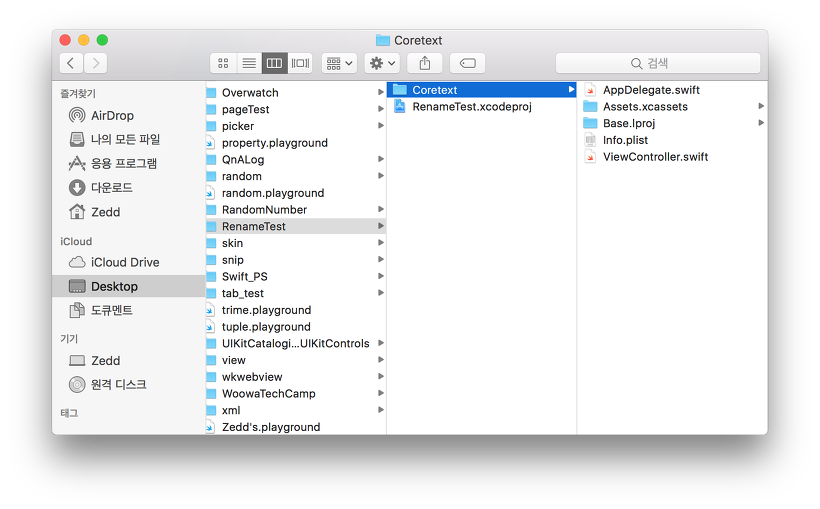 Coretext
검색
즐겨찾기
AirDrop
나의 모든 파일
응용 프로그램
다운로드
Zedd
iCloud
iCloud Drive
Desktop
도큐멘트
기기
Zedd
원격 디스크
태그
Overwatch
pageTest
picker
property.playground
QnALog
random
random.playground
RandomNumber
RenameTest
skin
snip
Swift_PS
tab_test
trime.playground
tuple.playground
UIKitCatalogi...UIKitControls
view
wkwebview
WoowaTechCamp
xml
Zedd's.playground
Coretext
RenameTest.xcodeproj
AppDelegate.swift
Assets.xcassets
Base.lproj
Info.plist
ViewController.swift